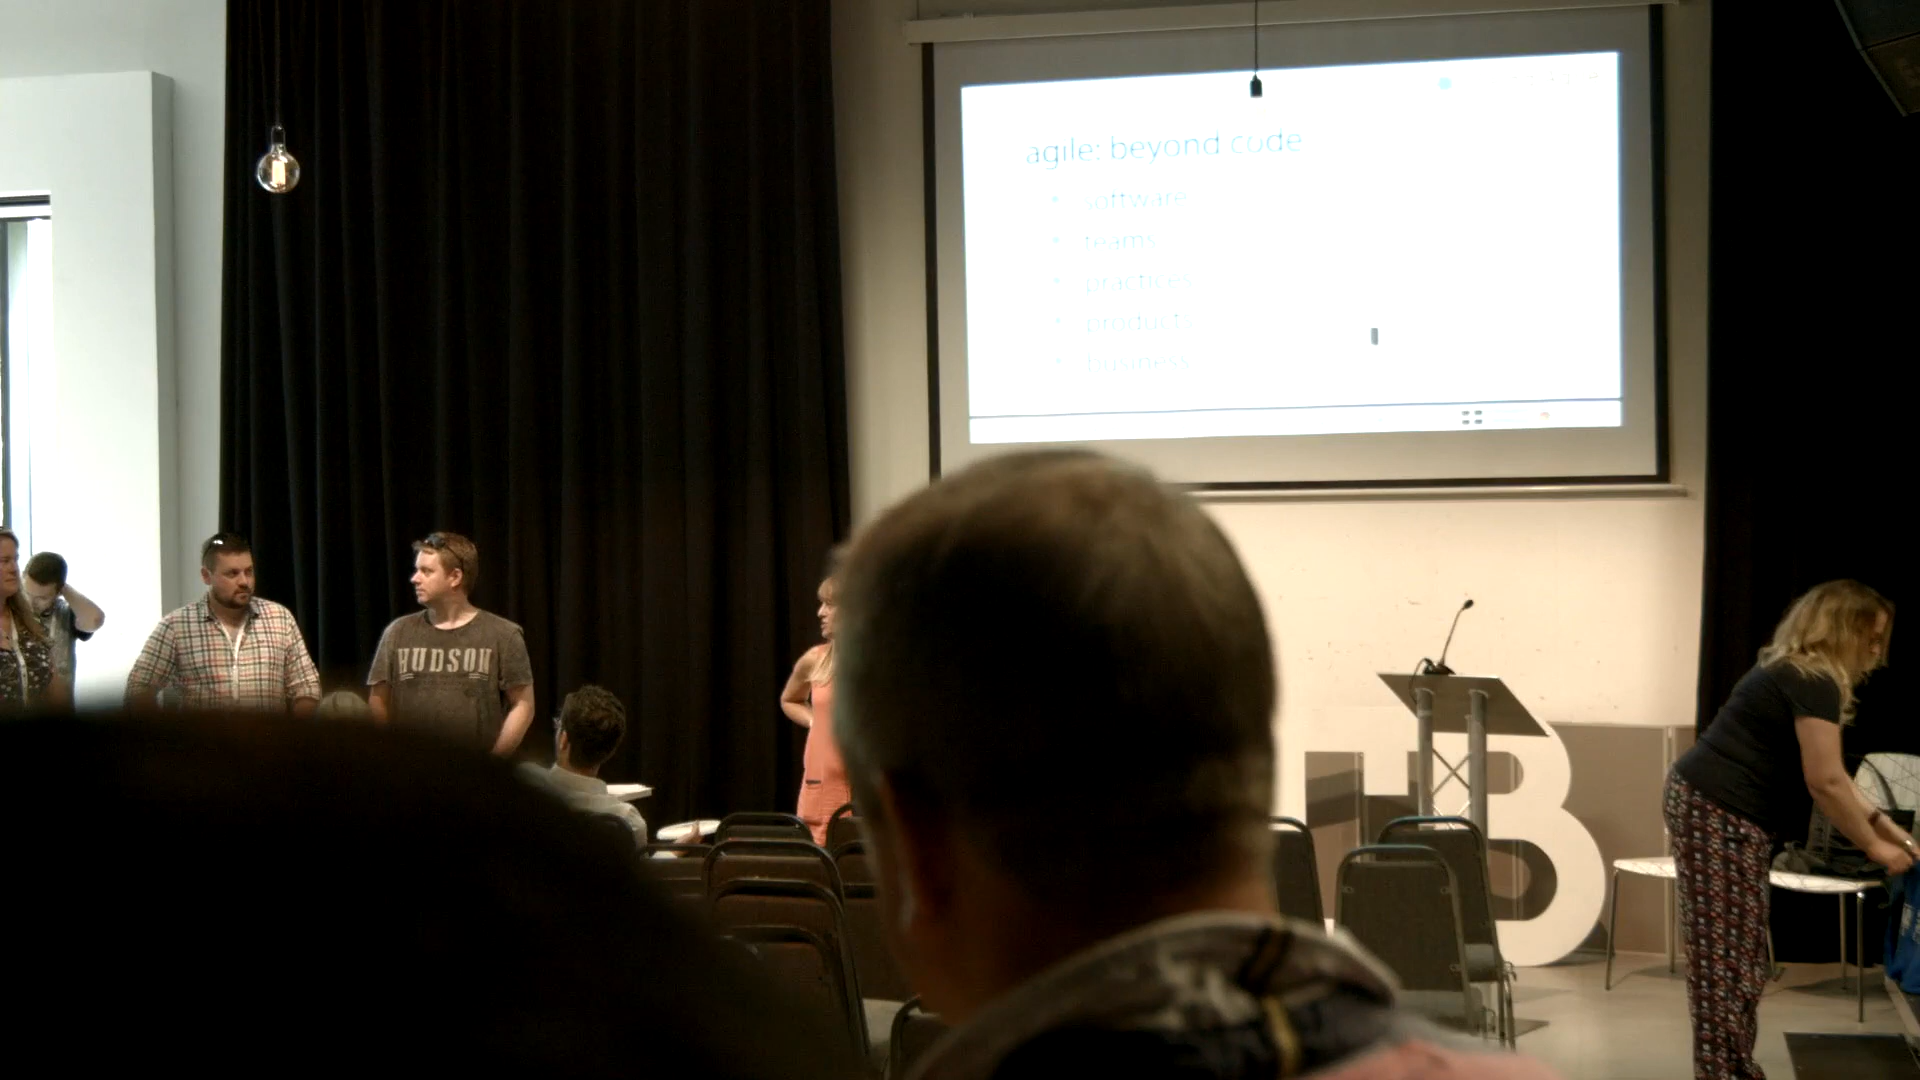 agile: beyond code
* software
* teams
* practices
* products
* business
HUDSON
B